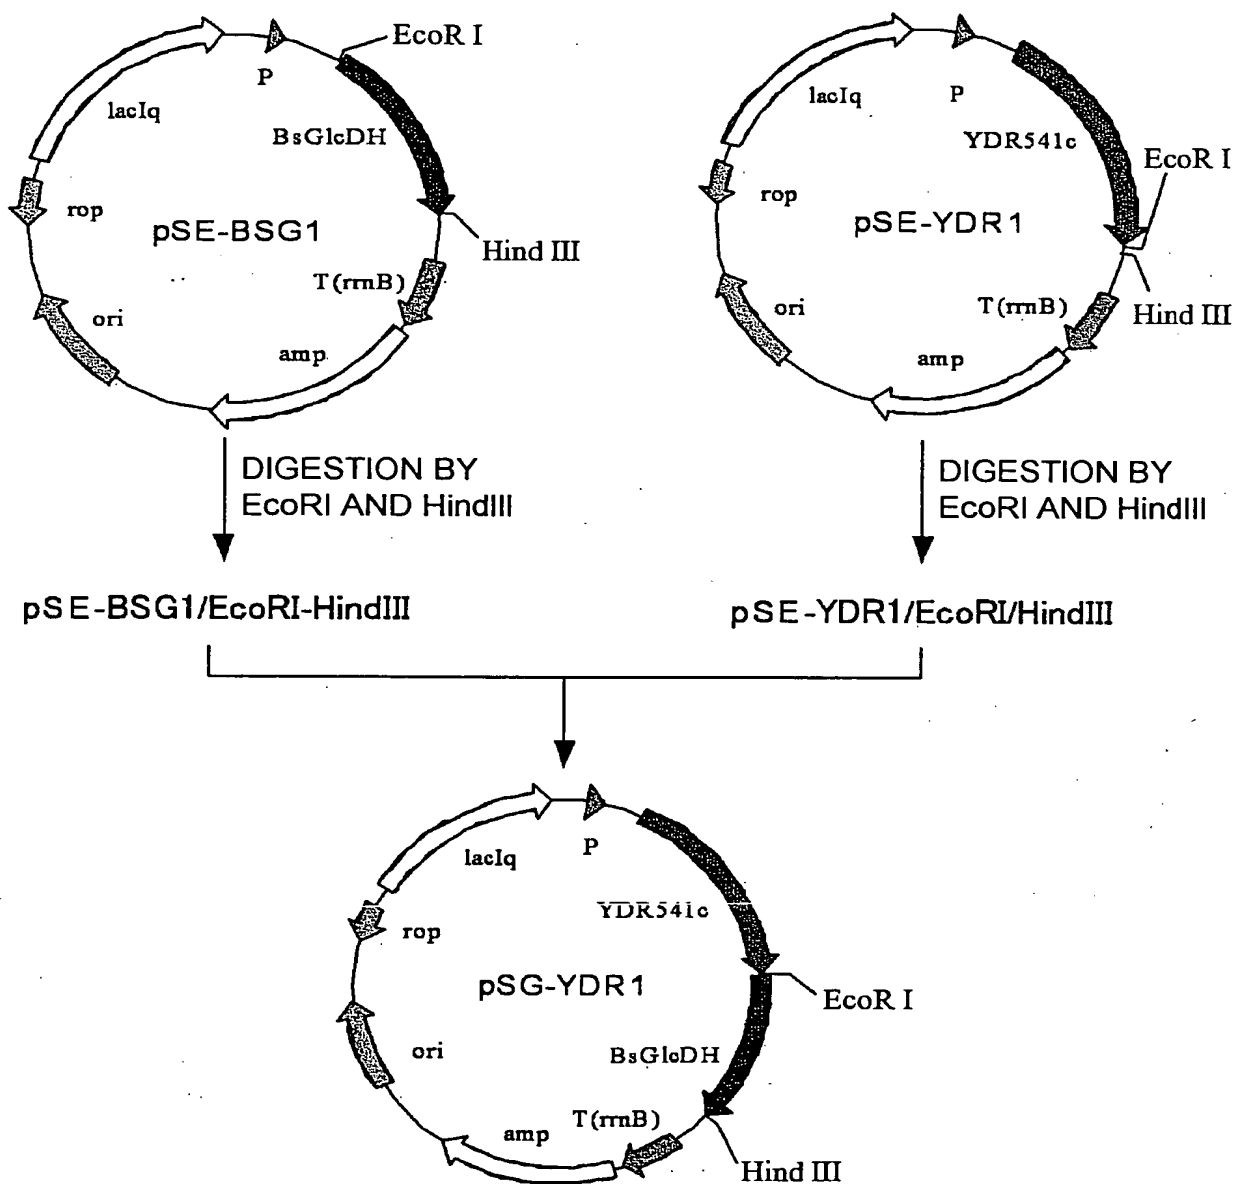 EcoR I
P
lacIq
BsGlcDH
rop
pSE-BSG1
Hind III
T(rrnB)
ori
amp
P
lacIq
YDR541c
EcoR I
rop
pSE-YDR1
T(rrnB)
Hind III
ori
amp
DIGESTION BY
EcoRI AND HindIII
DIGESTION BY
EcoRI AND HindIII
pSE-BSG1/EcoRI-HindIII
pSE-YDR1/EcoRI/HindIII
lacIq
P
YDR541c
rop
pSG-YDR1
EcoR I
ori
BsGlcDH
T(rrnB)
amp
Hind III